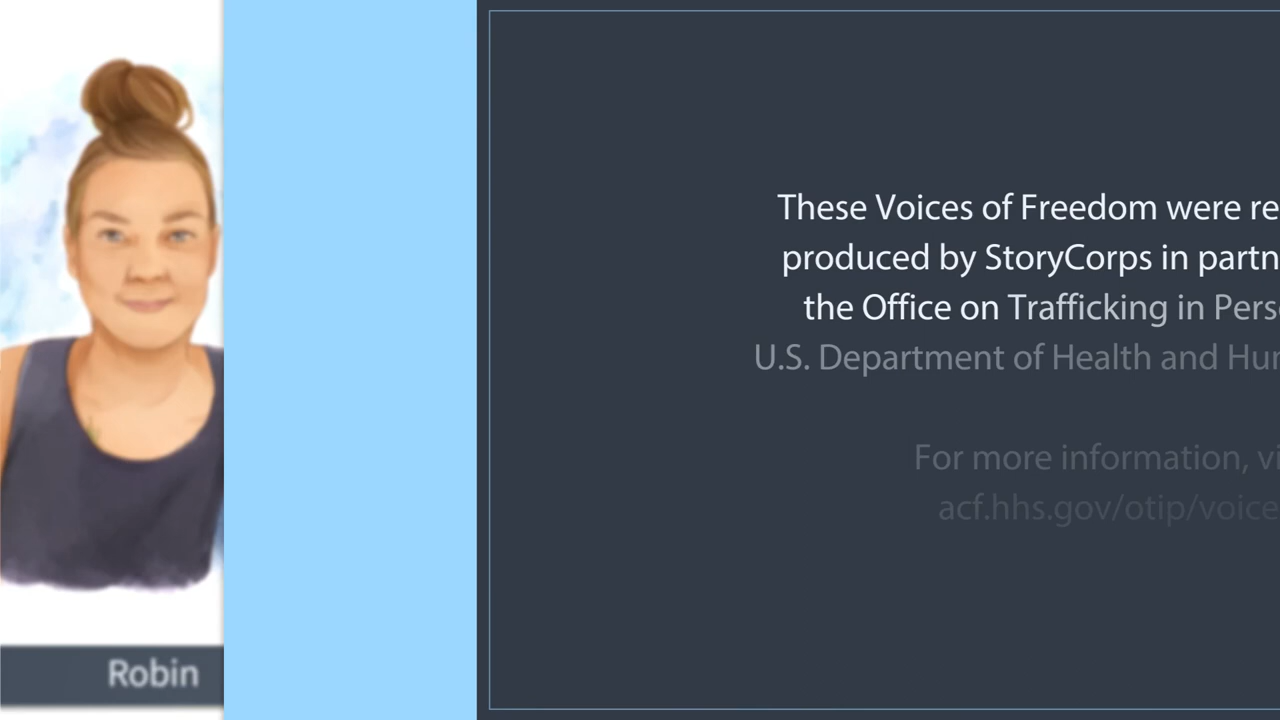 These Voices of Freedom were re
produced by StoryCorps in partn
the Office on Trafficking in Pers
U.S. Department of Health and Hu
For more information, vi
acf.hhs.gov/otip/voice
Robin